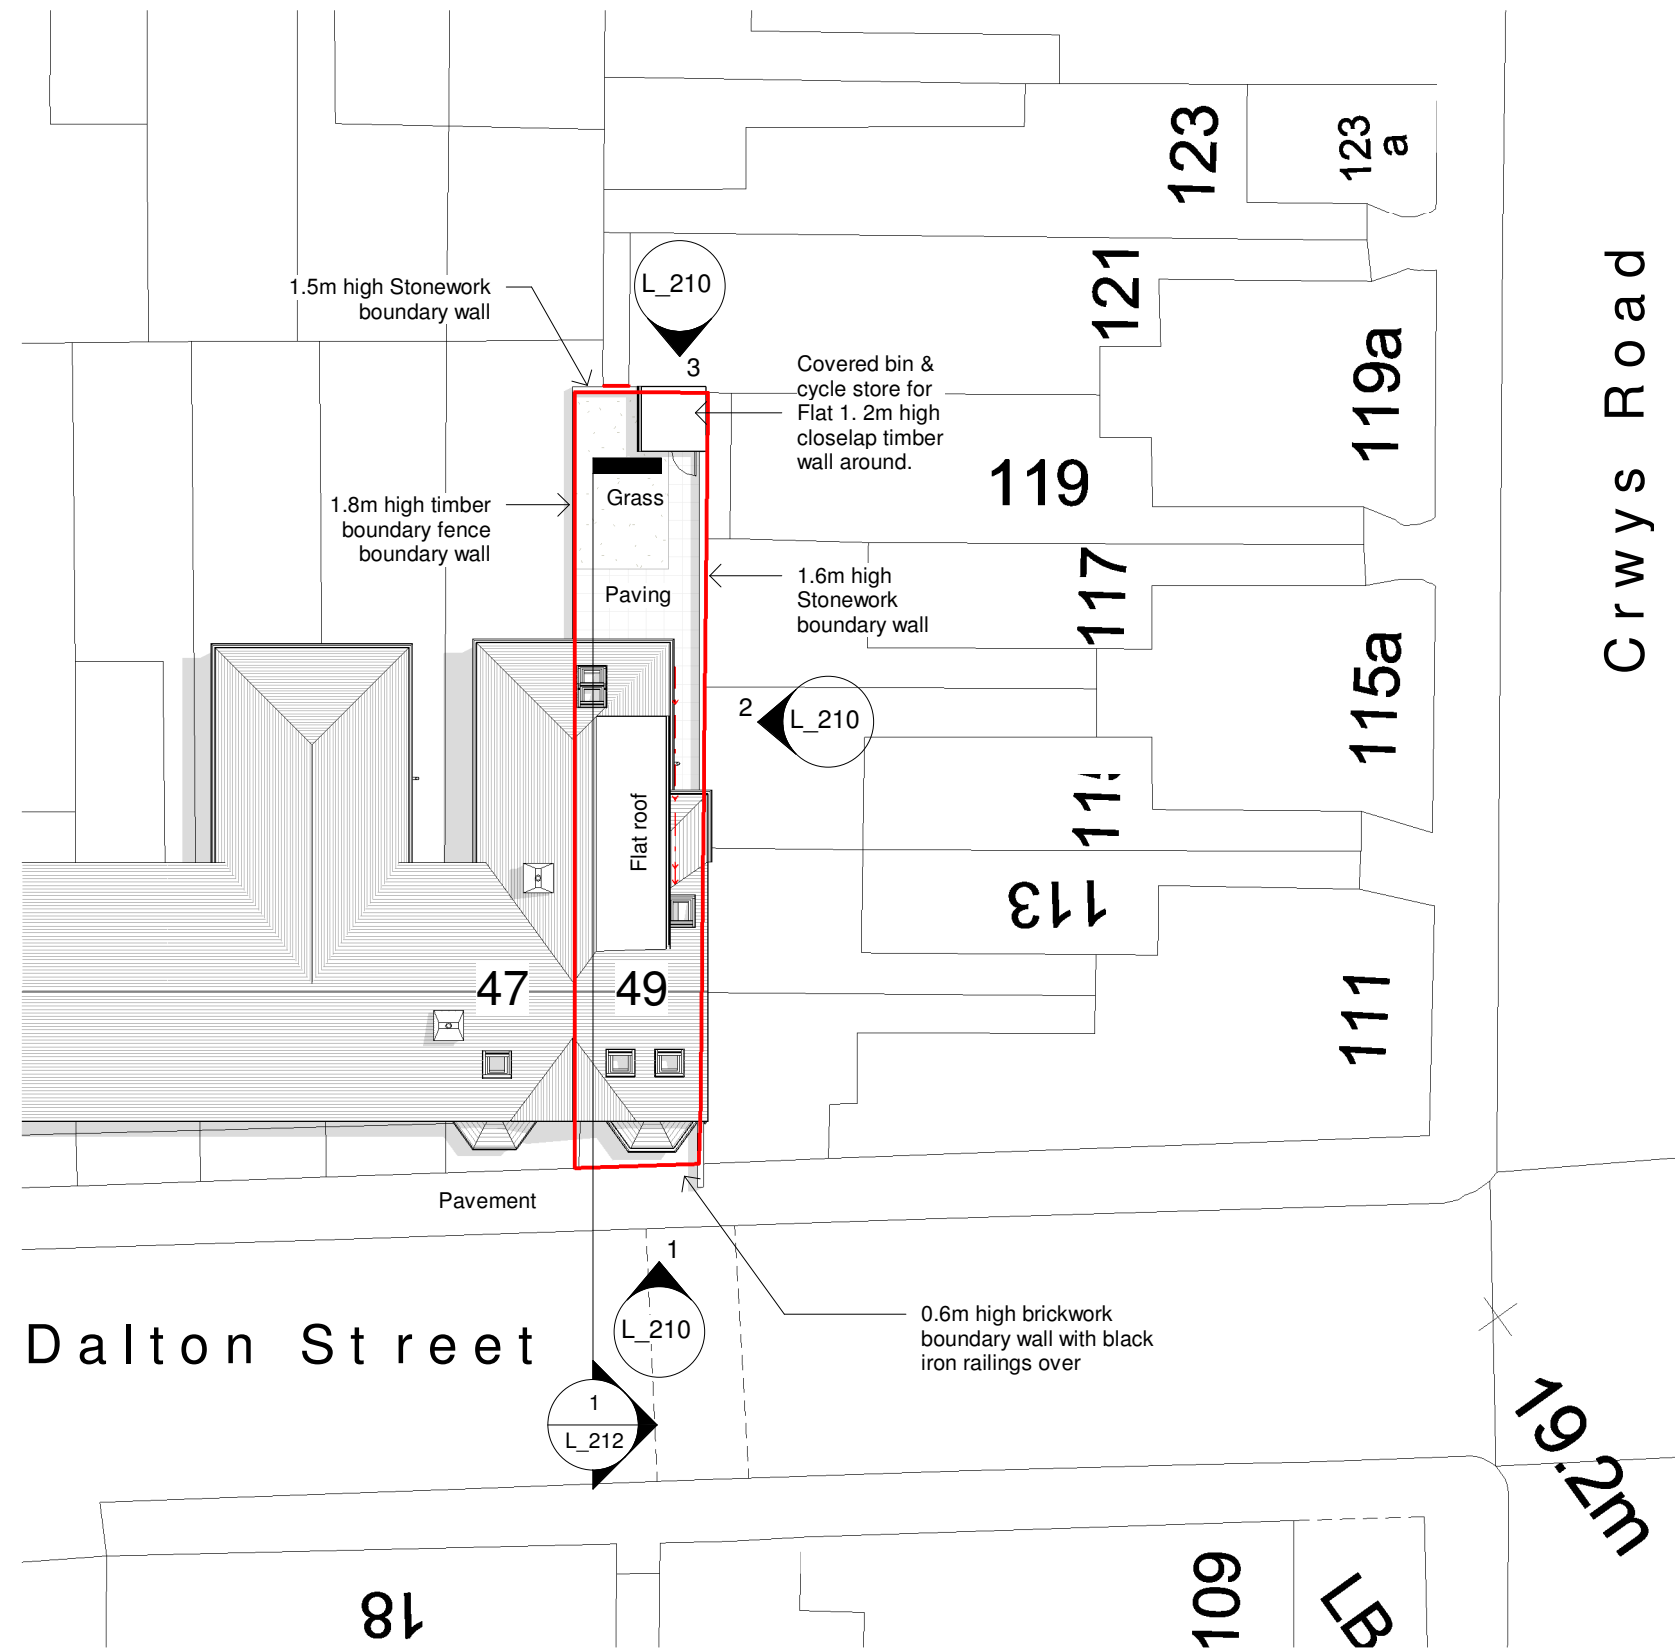 123
123
a
121
Crwys Road
1.5m high Stonework
boundary wall
L_210
3
Covered bin &
cycle store for
Flat 1. 2m high
closelap timber
wall around.
119a
119
Grass
1.8m high timber
boundary fence
boundary wall
Paving
1.6m high
Stonework
boundary wall
117
115a
2
L_210
Flat roof
113
47
49
111
Pavement
1
L_210
Dalton Street
0.6m high brickwork
boundary wall with black
iron railings over
1
L_212
19.2m
18
109
LB